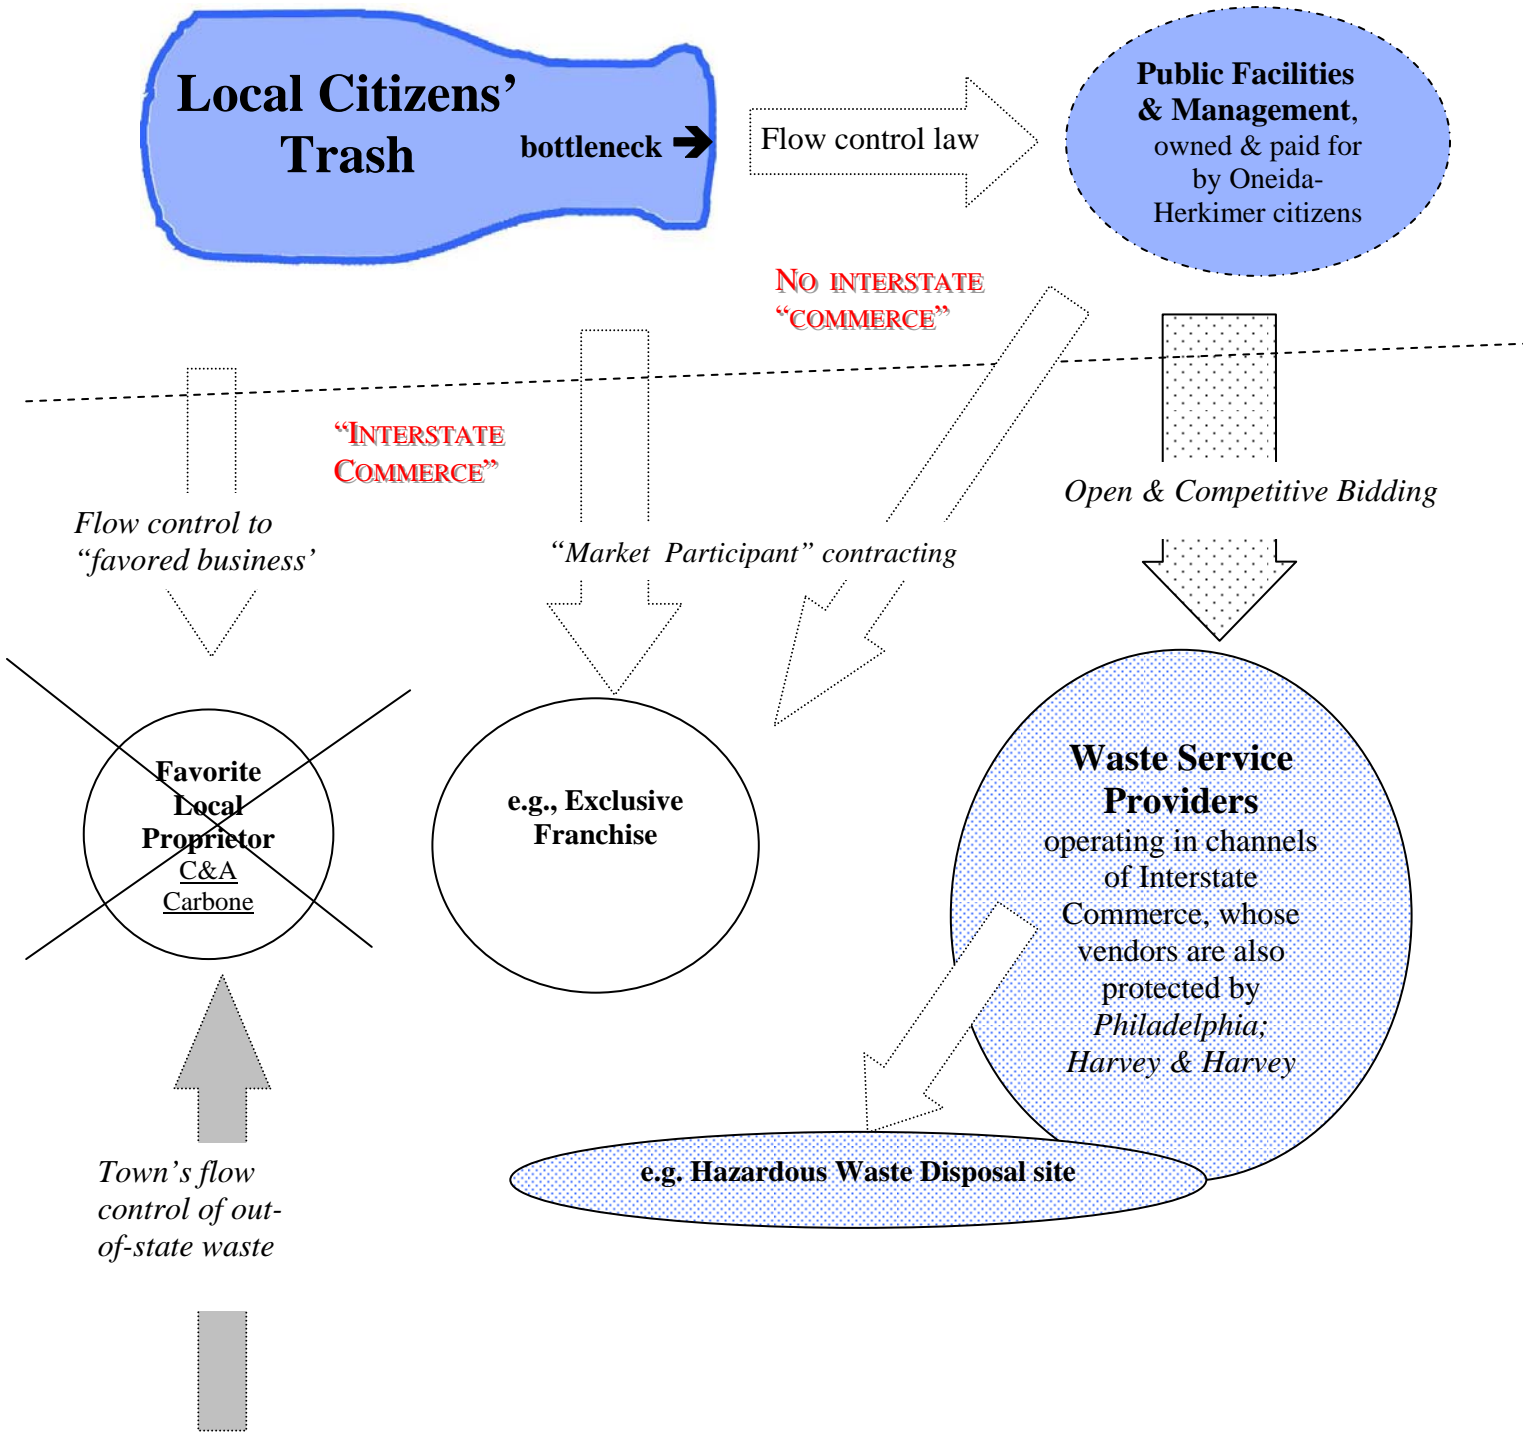 Local Citizens’
Trash
bottleneck ➔
Flow control law
Public Facilities
& Management,
owned & paid for
by Oneida-
Herkimer citizens
NO INTERSTATE
“COMMERCE”
“INTERSTATE
COMMERCE”
Flow control to
“favored business’
“Market Participant” contracting
Open & Competitive Bidding
Favorite
Local
Proprietor
C&A
Carbone
e.g., Exclusive
Franchise
Waste Service
Providers
operating in channels
of Interstate
Commerce, whose
vendors are also
protected by
Philadelphia;
Harvey & Harvey
e.g. Hazardous Waste Disposal site
Town’s flow
control of out-
of-state waste